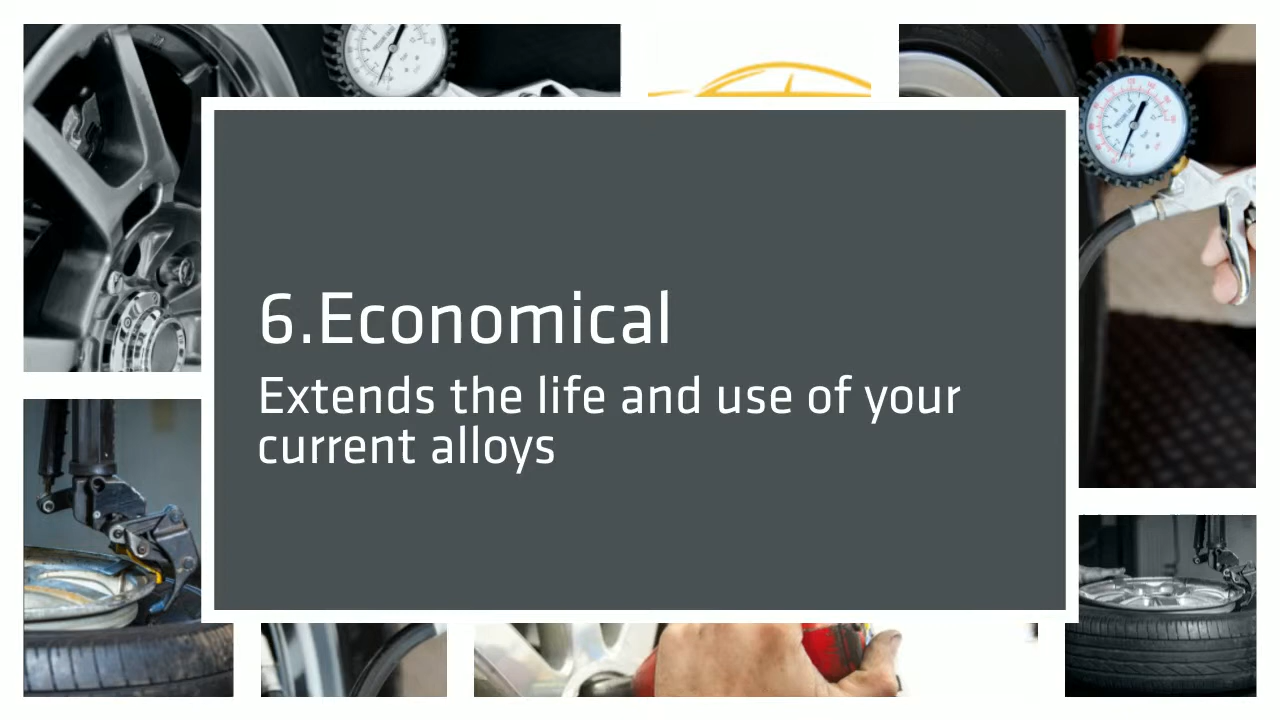 6.Economical
Extends the life and use of your
current alloys